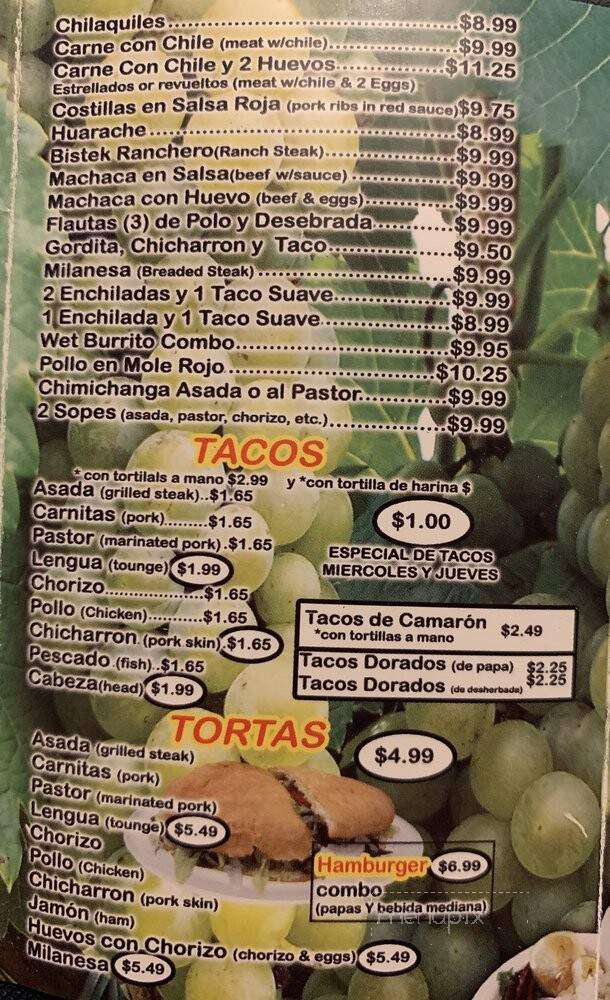 Chilaquiles..............................$8.99
Carne con Chile (meat w/chile)..............$9.99
Carne Con Chile y 2 Huevos............$11.25
Estrellados or revueltos (meat w/chile & 2 Eggs)
Costillas en Salsa Roja (pork ribs in red sauce)$9.75
Huarache................................$8.99
Bistek Ranchero(Ranch Steak)..............$9.99
Machaca en Salsa(beef w/sauce) ............$9.99
Machaca con Huevo (beef & eggs)..........$9.99
Flautas (3) de Polo y Desebrada..........$9.99
Gordita, Chicharron y Taco..............$9.50
Milanesa (Breaded Steak) ..................$9.99
2 Enchiladas y 1 Taco Suave............$9.99
1 Enchilada y 1 Taco Suave..............$8.99
Wet Burrito Combo......................$9.95
Pollo en Mole Rojo......................$10.25
Chimichanga Asada o al Pastor.........$9.99
2 Sopes (asada, pastor, chorizo, etc.)..............$9.99
TACOS
* con tortilals a mano $2.99 y *con tortilla de harina $
Asada (grilled steak)..$1.65
Carnitas (pork).........$1.65
Pastor (marinated pork).$1.65
Lengua (tounge) $1.99
Chorizo....................$1.65
Pollo (Chicken)...........$1.65
Chicharron (pork skin).$1.65
Pescado (fish)..$1.65
Cabeza(head) $1.99
$1.00
ESPECIAL DE TACOS
MIERCOLES Y JUEVES
Tacos de Camarón $2.49
*con tortillas a mano
Tacos Dorados (de papa) $2.25
Tacos Dorados (de desherbada) $2.25
TORTAS
$4.99
Asada (grilled steak)
Carnitas (pork)
Pastor (marinated pork)
Lengua (tounge) $5.49
Chorizo
Pollo (Chicken)
Chicharron (pork skin)
Jamón (ham)
Huevos con Chorizo (chorizo & eggs) $5.49
Milanesa $5.49
Hamburger $6.99
combo
(papas Y bebida mediana)
menupix